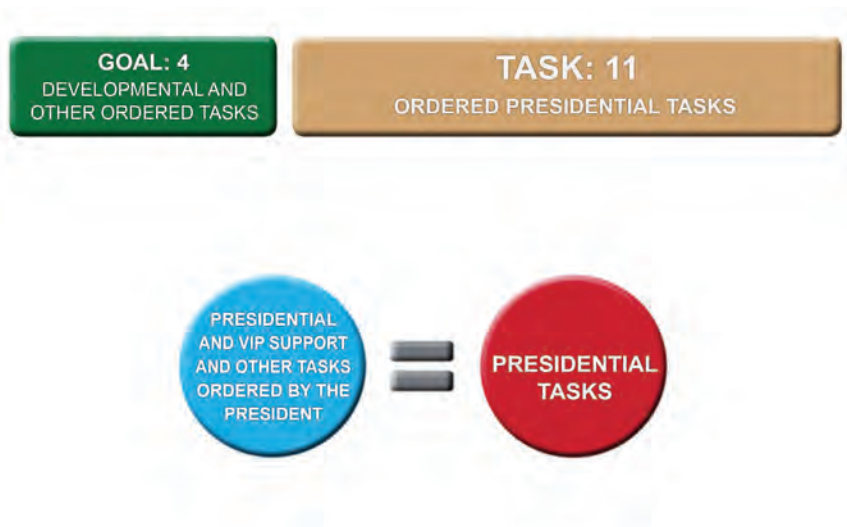 GOAL: 4
DEVELOPMENTAL AND
OTHER ORDERED TASKS
TASK: 11
ORDERED PRESIDENTIAL TASKS
PRESIDENTIAL
AND VIP SUPPORT
AND OTHER TASKS
ORDERED BY THE
PRESIDENT
PRESIDENTIAL
TASKS